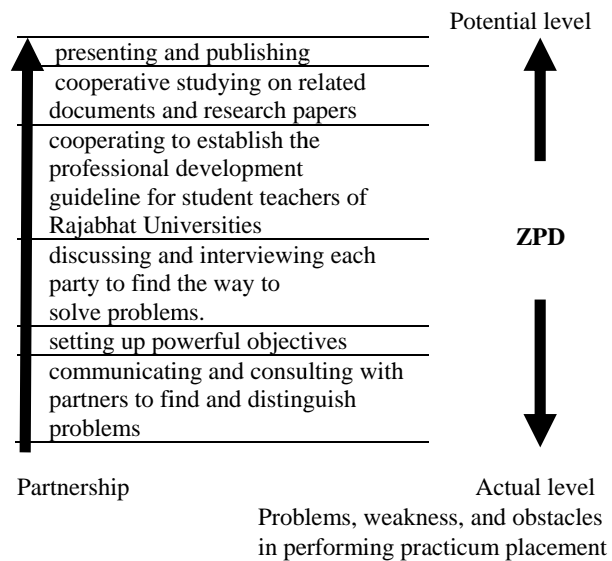 Potential level
presenting and publishing
cooperative studying on related
documents and research papers
cooperating to establish the
professional development
guideline for student teachers of
Rajabhat Universities
ZPD
discussing and interviewing each
party to find the way to
solve problems.
setting up powerful objectives
communicating and consulting with
partners to find and distinguish
problems
Partnership
Actual level
Problems, weakness, and obstacles
in performing practicum placement